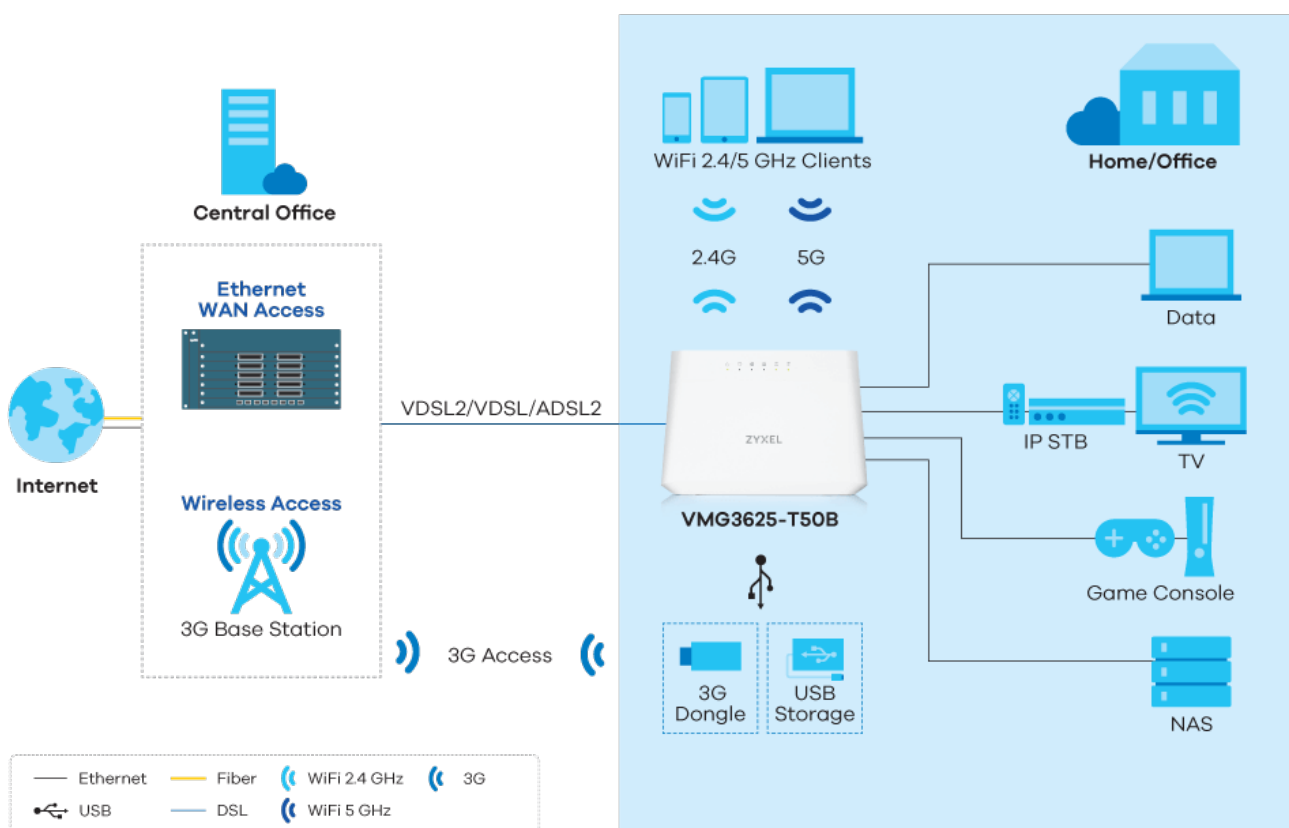 Central Office
Ethernet
WAN Access
Internet
Wireless Access
3G Base Station
VDSL2/VDSL/ADSL2
3G Access
WiFi 2.4/5 GHz Clients
2.4G
5G
ZYXEL
VMG3625-T50B
3G
Dongle
USB
Storage
Home/Office
Data
IP STB
TV
Game Console
NAS
Ethernet
Fiber
WiFi 2.4 GHz
3G
USB
DSL
WiFi 5 GHz